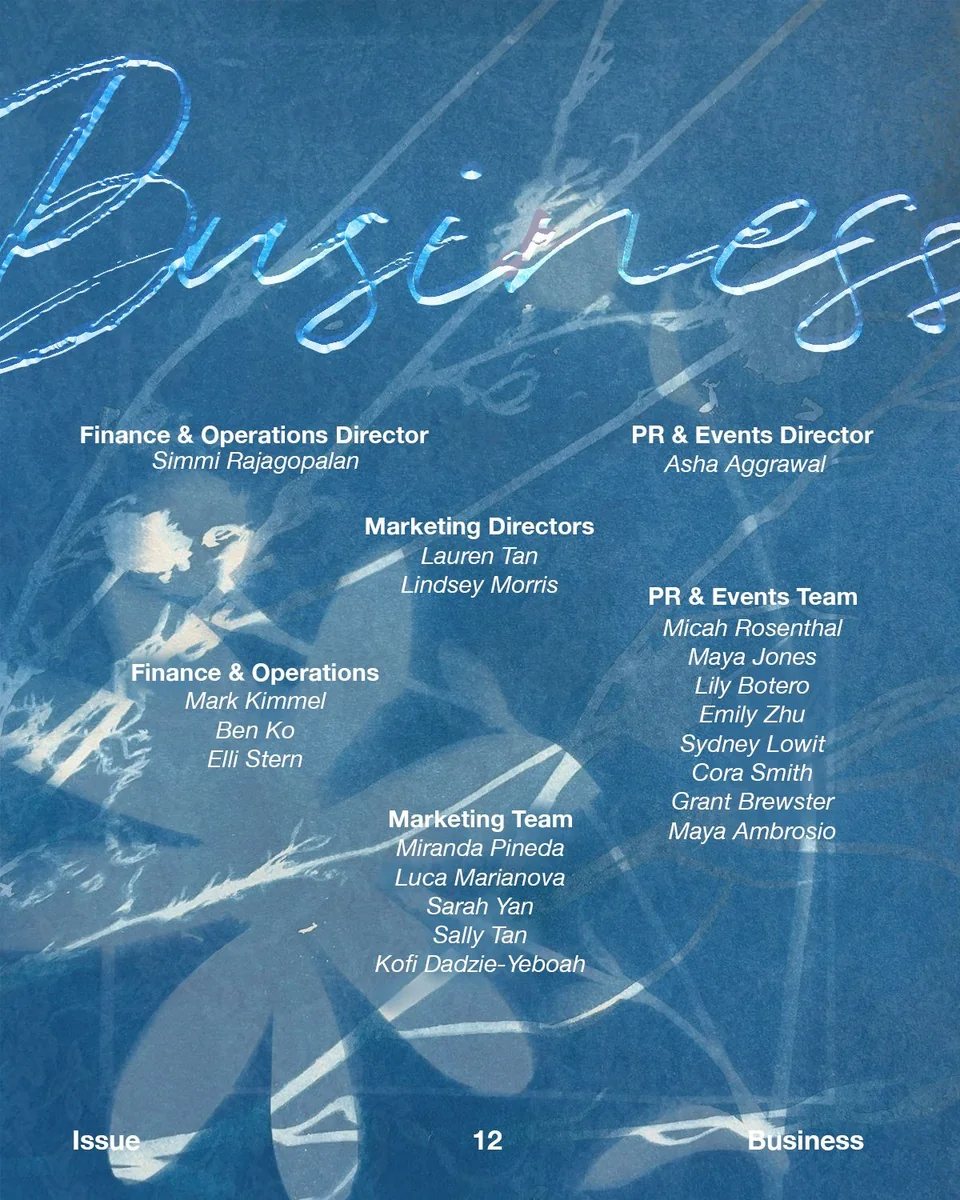 Business
Finance & Operations Director
Simmi Rajagopalan
PR & Events Director
Asha Aggrawal
Marketing Directors
Lauren Tan
Lindsey Morris
PR & Events Team
Micah Rosenthal
Maya Jones
Lily Botero
Emily Zhu
Sydney Lowit
Cora Smith
Grant Brewster
Maya Ambrosio
Finance & Operations
Mark Kimmel
Ben Ko
Elli Stern
Marketing Team
Miranda Pineda
Luca Marianova
Sarah Yan
Sally Tan
Kofi Dadzie-Yeboah
Issue 12 Business